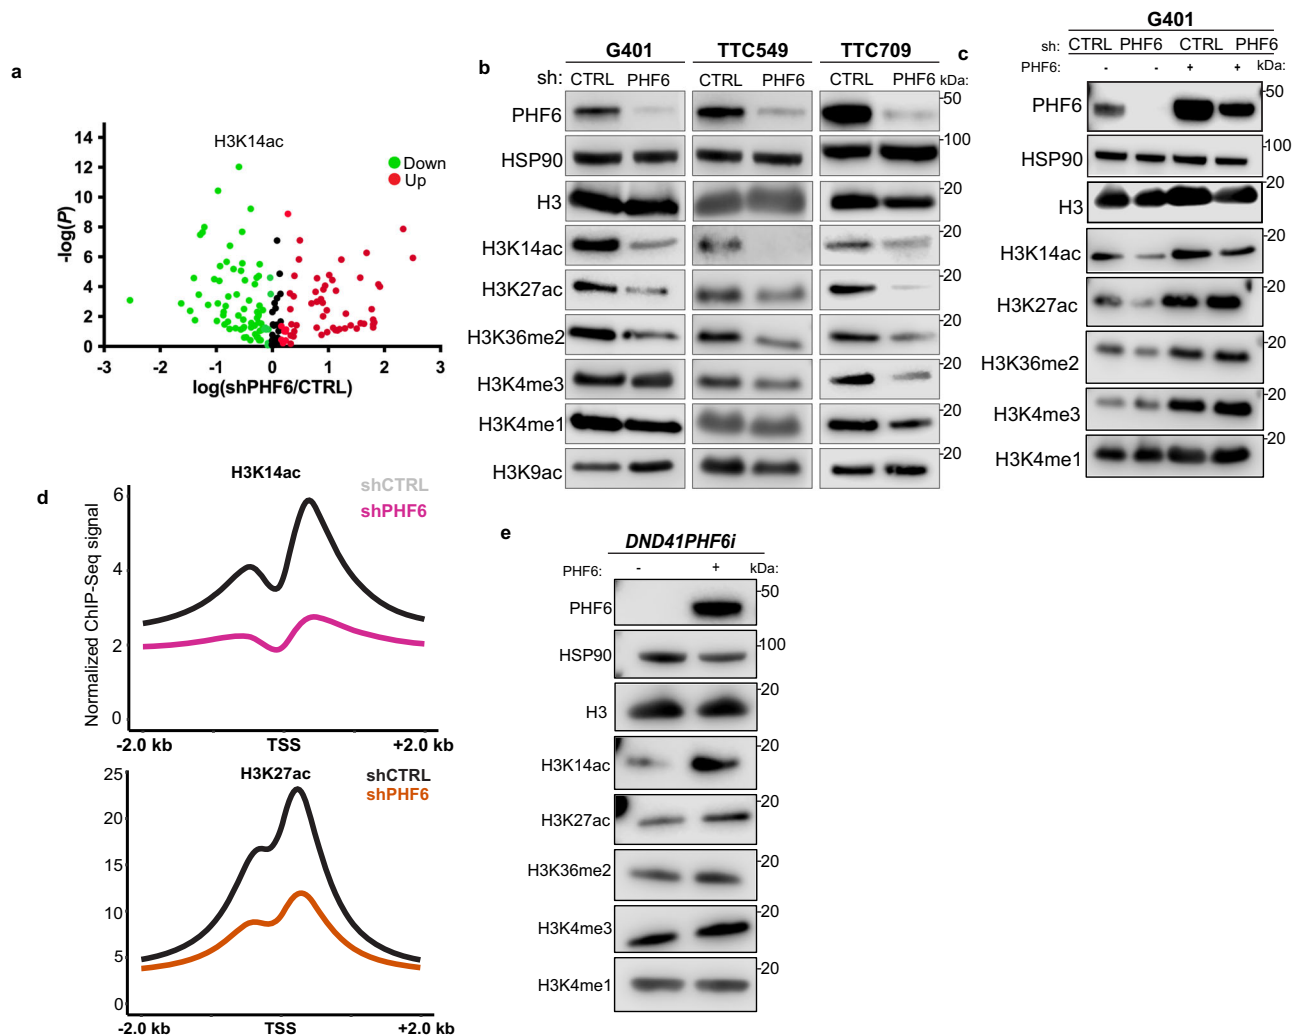 a
14
12
10
8
6
4
2
0
-log(P)
H3K14ac
Down
Up
-3 -2 -1 0 1 2 3
log(shPHF6/CTRL)
b
G401 TTC549 TTC709
sh: CTRL PHF6 CTRL PHF6 CTRL PHF6 kDa:
PHF6 50
HSP90 100
H3 20
H3K14ac 20
H3K27ac 20
H3K36me2 20
H3K4me3 20
H3K4me1 20
H3K9ac 20
c
G401
sh: CTRL PHF6 CTRL PHF6
PHF6: - - + + kDa:
PHF6 50
HSP90 100
H3 20
H3K14ac 20
H3K27ac 20
H3K36me2 20
H3K4me3 20
H3K4me1 20
d
H3K14ac
shCTRL
shPHF6
Normalized ChIP-Seq signal
6
4
2
0
-2.0 kb TSS +2.0 kb
H3K27ac
shCTRL
shPHF6
25
20
15
10
5
0
-2.0 kb TSS +2.0 kb
e
DND41PHF6i
PHF6: - + kDa:
PHF6 50
HSP90 100
H3 20
H3K14ac 20
H3K27ac 20
H3K36me2 20
H3K4me3 20
H3K4me1 20